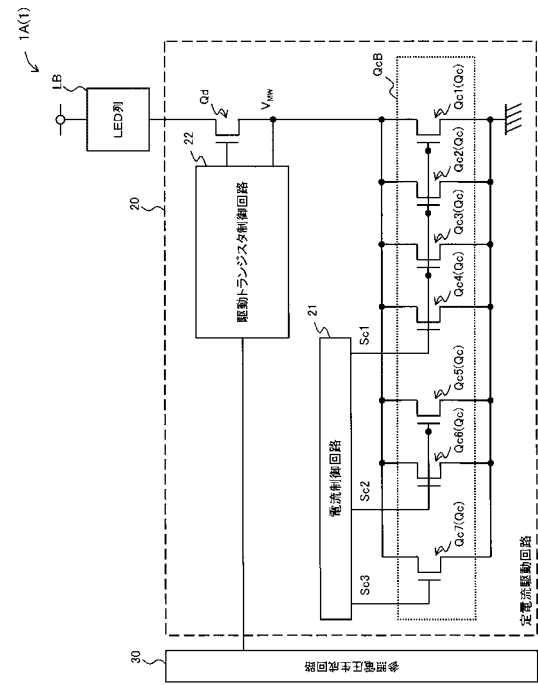 1A(1)
LB
LED列
20
Qd
VMW
22
駆動トランジスタ制御回路
QcB
Qc1(Qc)
Qc2(Qc)
Qc3(Qc)
Qc4(Qc)
Qc5(Qc)
Qc6(Qc)
Qc7(Qc)
21
電流制御回路
Sc1
Sc2
Sc3
定電流駆動回路
30
参照電圧生成回路